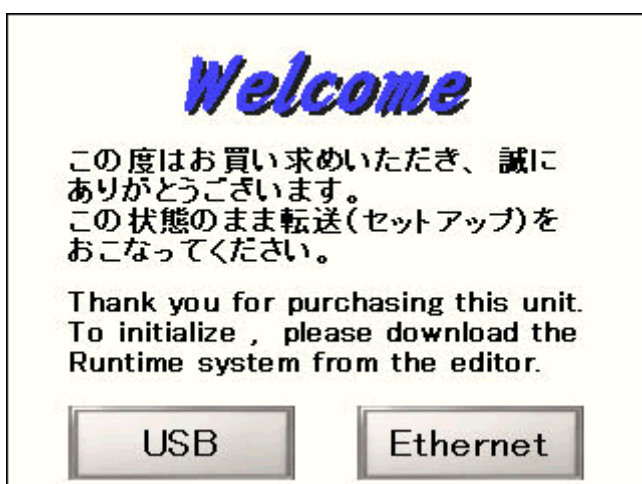 Welcome
この度はお買い求めいただき、誠に
ありがとうございます。
この状態のまま転送(セットアップ)を
おこなってください。
Thank you for purchasing this unit.
To initialize , please download the
Runtime system from the editor.
USB Ethernet